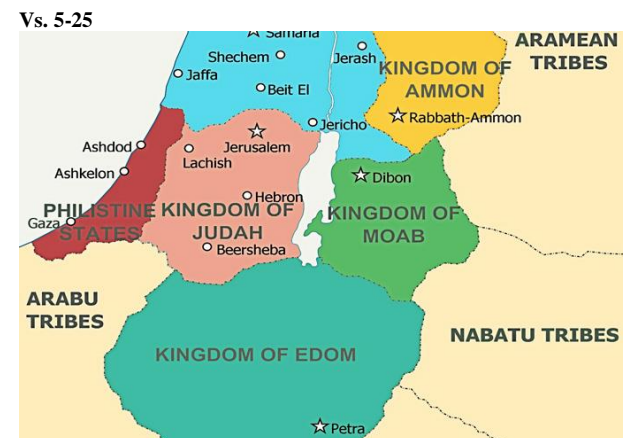 Vs. 5-25
Samaria
ARAMEAN
TRIBES
Shechem
Jerash
KINGDOM OF
AMMON
Jaffa
Beit El
Rabbath-Ammon
Jericho
Ashdod
Jerusalem
Lachish
Ashkelon
Dibon
Hebron
Gaza
PHILISTINE
STATES
KINGDOM OF
JUDAH
KINGDOM OF
MOAB
Beersheba
ARABU
TRIBES
NABATU TRIBES
KINGDOM OF EDOM
Petra